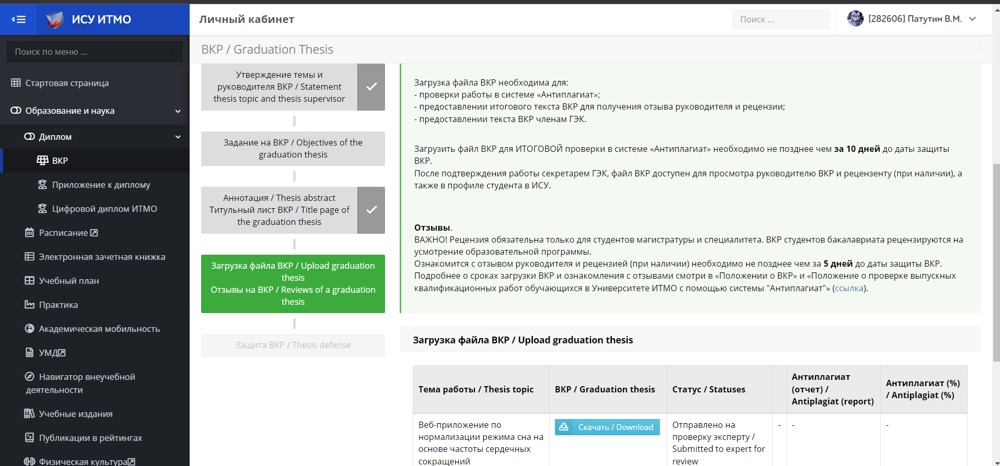 ИСУ ИТМО
Личный кабинет
Поиск ...
[282606] Патутин В.М.
Поиск по меню ...
Стартовая страница
Образование и наука
Диплом
ВКР
Приложение к диплому
Цифровой диплом ИТМО
Расписание
Электронная зачетная книжка
Учебный план
Практика
Академическая мобильность
УМД
Навигатор внеучебной
деятельности
Учебные издания
Публикации в рейтингах
Физическая культура
ВКР / Graduation Thesis
Утверждение темы и
руководителя ВКР / Statement
thesis topic and thesis supervisor
Задание на ВКР / Objectives of the
graduation thesis
Аннотация / Thesis abstract
Титульный лист ВКР / Title page of
the graduation thesis
Загрузка файла ВКР / Upload graduation
thesis
Отзывы на ВКР / Reviews of a graduation
thesis
Защита ВКР / Thesis defense
Загрузка файла ВКР необходима для:
- проверки работы в системе «Антиплагиат»;
- предоставлении итогового текста ВКР для получения отзыва руководителя и рецензии;
- предоставлении текста ВКР членам ГЭК.
Загрузить файл ВКР для ИТОГОВОЙ проверки в системе «Антиплагиат» необходимо не позднее чем за 10 дней до даты защиты
ВКР.
После подтверждения работы секретарем ГЭК, файл ВКР доступен для просмотра руководителю ВКР и рецензенту (при наличии), а
также в профиле студента в ИСУ.
Отзывы.
ВАЖНО! Рецензия обязательна только для студентов магистратуры и специалитета. ВКР студентов бакалавриата рецензируются на
усмотрение образовательной программы.
Ознакомится с отзывом руководителя и рецензией (при наличии) необходимо не позднее чем за 5 дней до даты защиты ВКР.
Подробнее о сроках загрузки ВКР и ознакомления с отзывами смотри в «Положении о ВКР» и «Положение о проверке выпускных
квалификационных работ обучающихся в Университете ИТМО с помощью системы "Антиплагиат"» (ссылка).
Загрузка файла ВКР / Upload graduation thesis
Тема работы / Thesis topic
ВКР / Graduation thesis
Статус / Statuses
Антиплагиат
(отчет) /
Antiplagiat (report)
Антиплагиат (%)
/ Antiplagiat (%)
Веб-приложение по
нормализации режима сна на
основе частоты сердечных
сокращений
Скачать / Download
Отправлено на
проверку эксперту /
Submitted to expert for
review
-
-
-